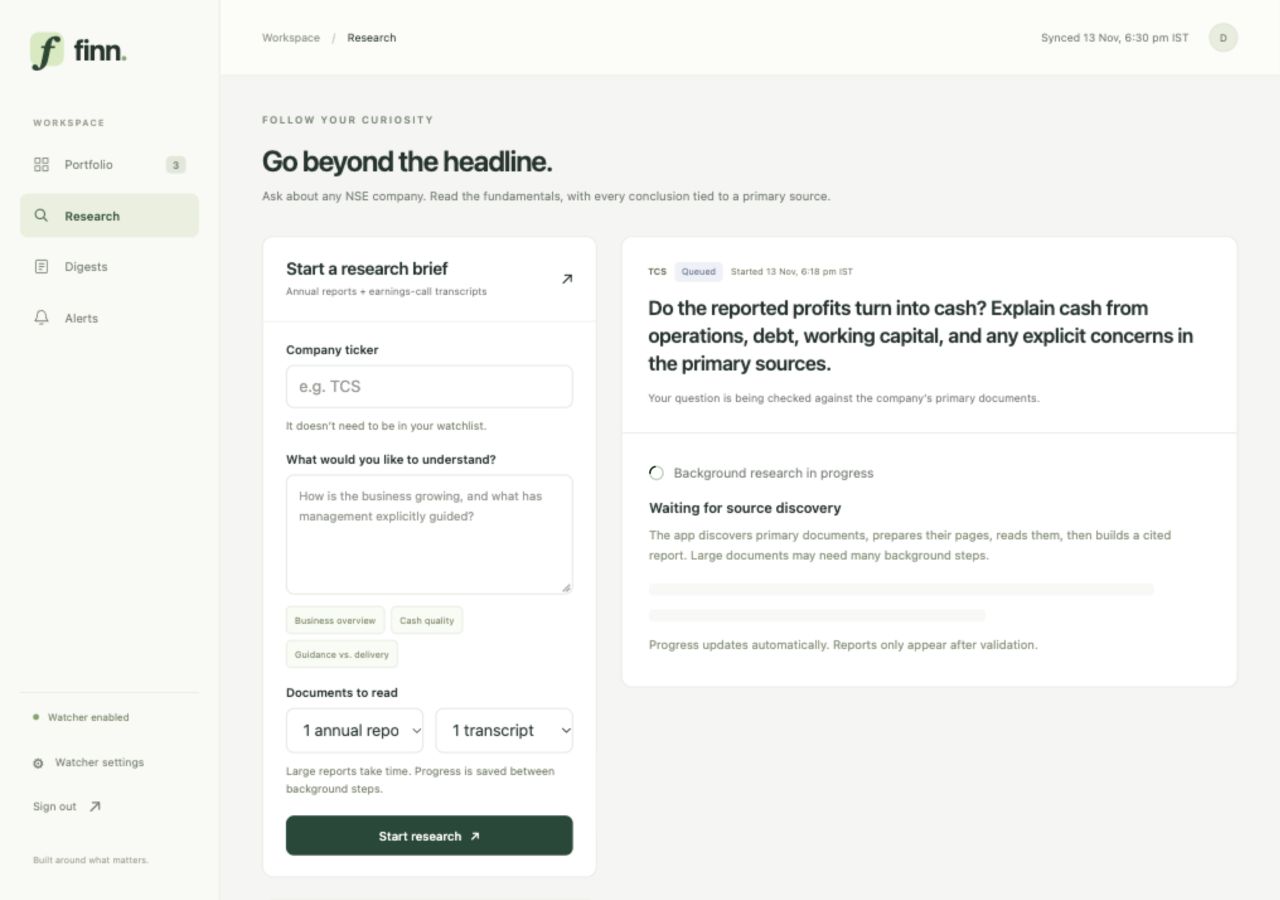 finn.
WORKSPACE
Portfolio 3
Research
Digests
Alerts
Watcher enabled
Watcher settings
Sign out
Built around what matters.
Workspace / Research
Synced 13 Nov, 6:30 pm IST D
FOLLOW YOUR CURIOSITY
Go beyond the headline.
Ask about any NSE company. Read the fundamentals, with every conclusion tied to a primary source.
Start a research brief
Annual reports + earnings-call transcripts
Company ticker
e.g. TCS
It doesn't need to be in your watchlist.
What would you like to understand?
How is the business growing, and what has
management explicitly guided?
Business overview Cash quality
Guidance vs. delivery
Documents to read
1 annual repo 1 transcript
Large reports take time. Progress is saved between
background steps.
Start research
TCS Queued Started 13 Nov, 6:18 pm IST
Do the reported profits turn into cash? Explain cash from
operations, debt, working capital, and any explicit concerns in
the primary sources.
Your question is being checked against the company's primary documents.
Background research in progress
Waiting for source discovery
The app discovers primary documents, prepares their pages, reads them, then builds a cited
report. Large documents may need many background steps.
Progress updates automatically. Reports only appear after validation.